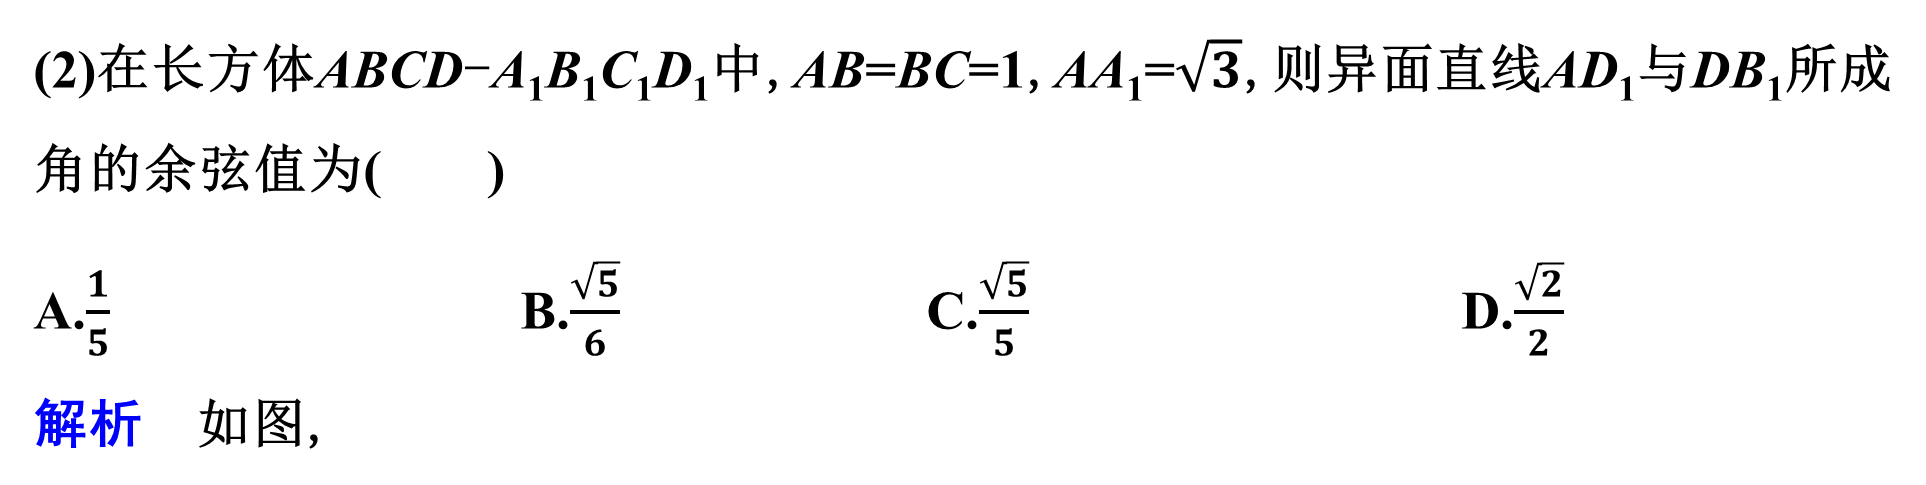 (2)在长方体ABCD-A₁B₁C₁D₁中, AB=BC=1, AA₁=√3, 则异面直线AD₁与DB₁所成
角的余弦值为(　　)
A.1/5　B.√5/6　C.√5/5　D.√2/2
解析　如图,